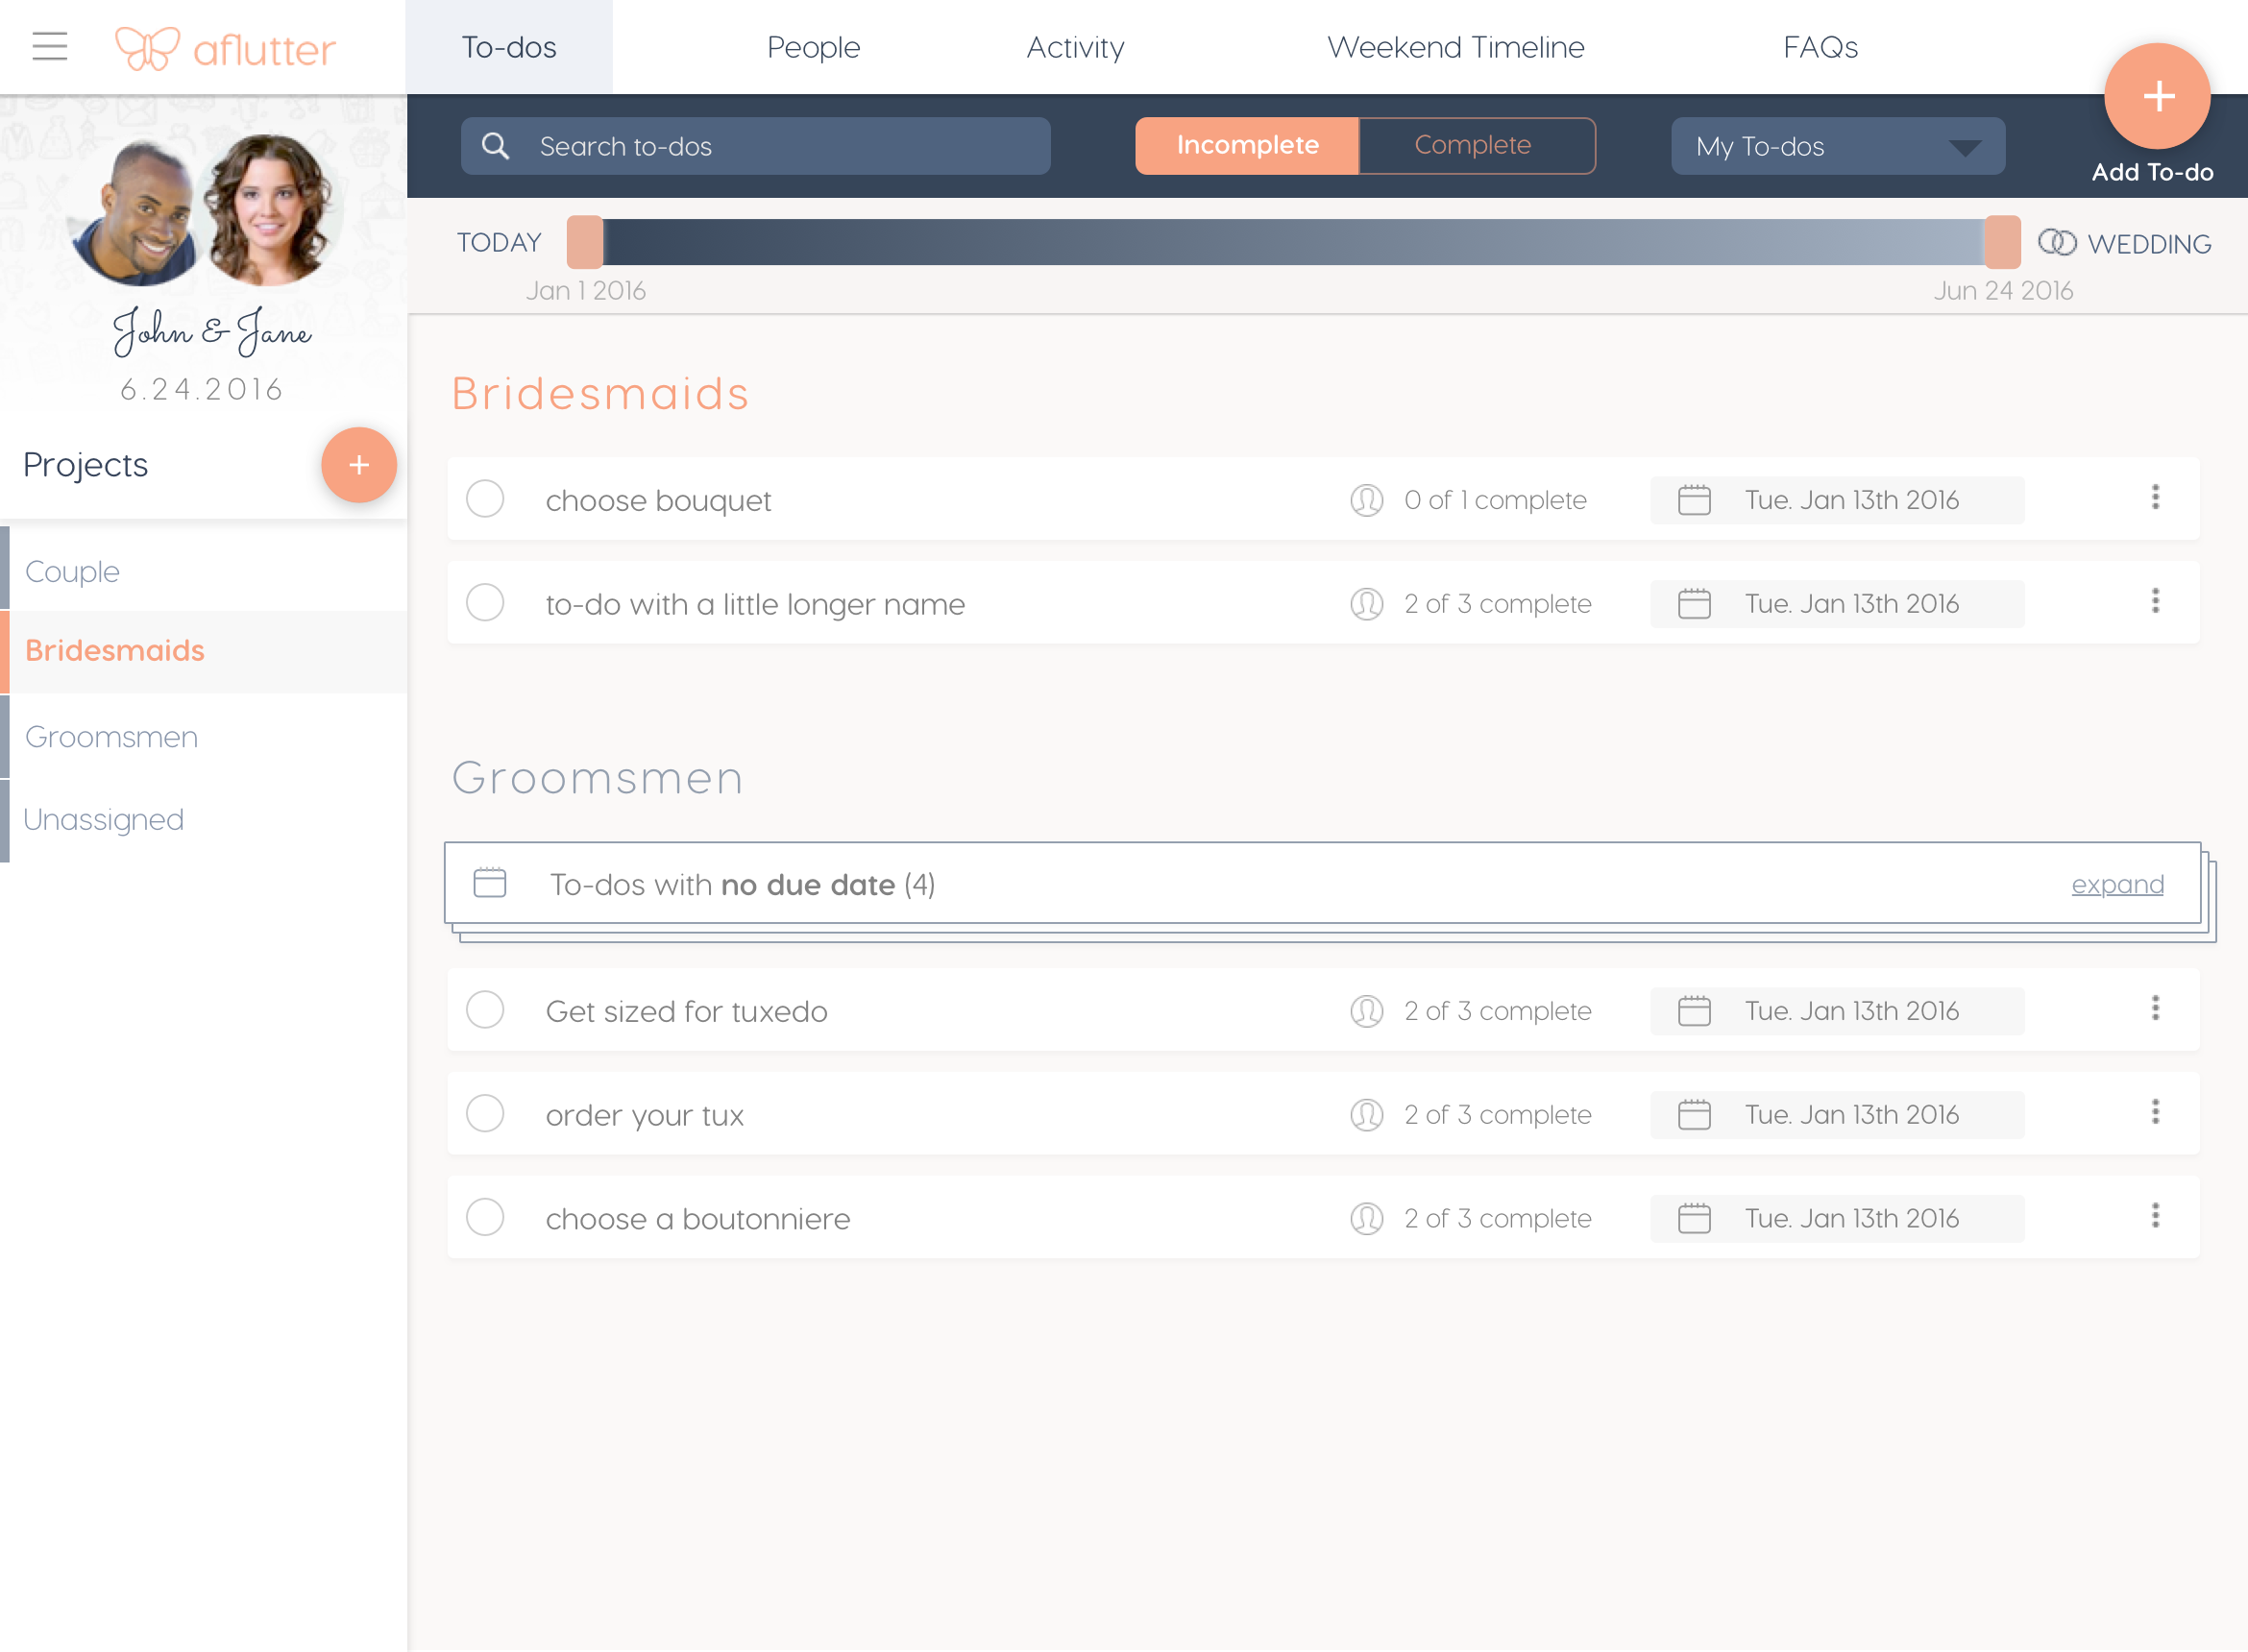 aflutter
To-dos
People
Activity
Weekend Timeline
FAQs
Search to-dos
Incomplete
Complete
My To-dos
Add To-do
TODAY
WEDDING
Jan 1 2016
Jun 24 2016
John & Jane
6.24.2016
Projects
Couple
Bridesmaids
Groomsmen
Unassigned
Bridesmaids
choose bouquet 0 of 1 complete Tue. Jan 13th 2016
to-do with a little longer name 2 of 3 complete Tue. Jan 13th 2016
Groomsmen
To-dos with no due date (4) expand
Get sized for tuxedo 2 of 3 complete Tue. Jan 13th 2016
order your tux 2 of 3 complete Tue. Jan 13th 2016
choose a boutonniere 2 of 3 complete Tue. Jan 13th 2016